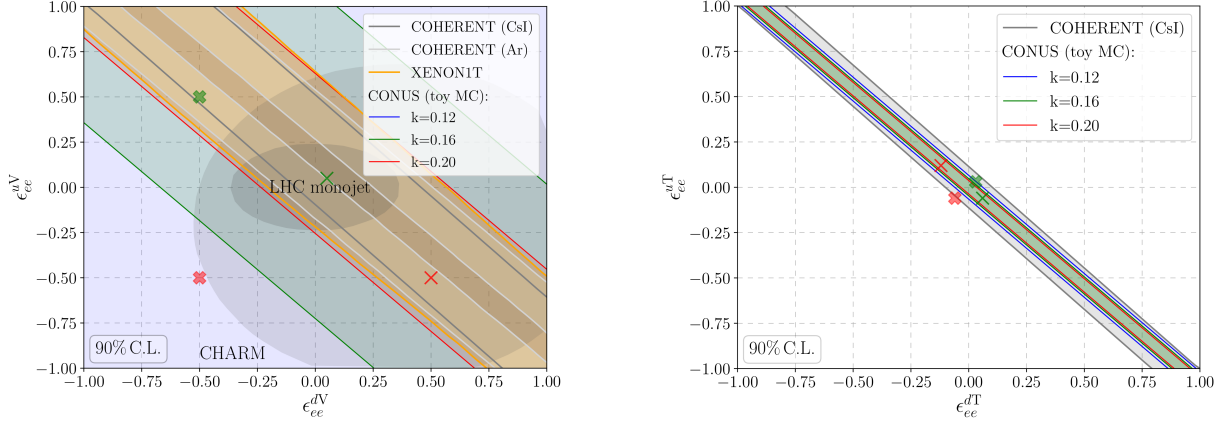 1.00
0.75
0.50
0.25
0.00
−0.25
−0.50
−0.75
−1.00
ϵ_ee^uV
COHERENT (CsI)
COHERENT (Ar)
XENON1T
CONUS (toy MC):
k=0.12
k=0.16
k=0.20
LHC monojet
CHARM
90% C.L.
−1.00 −0.75 −0.50 −0.25 0.00 0.25 0.50 0.75 1.00
ϵ_ee^dV
1.00
0.75
0.50
0.25
0.00
−0.25
−0.50
−0.75
−1.00
ϵ_ee^uT
COHERENT (CsI)
CONUS (toy MC):
k=0.12
k=0.16
k=0.20
90% C.L.
−1.00 −0.75 −0.50 −0.25 0.00 0.25 0.50 0.75 1.00
ϵ_ee^dT